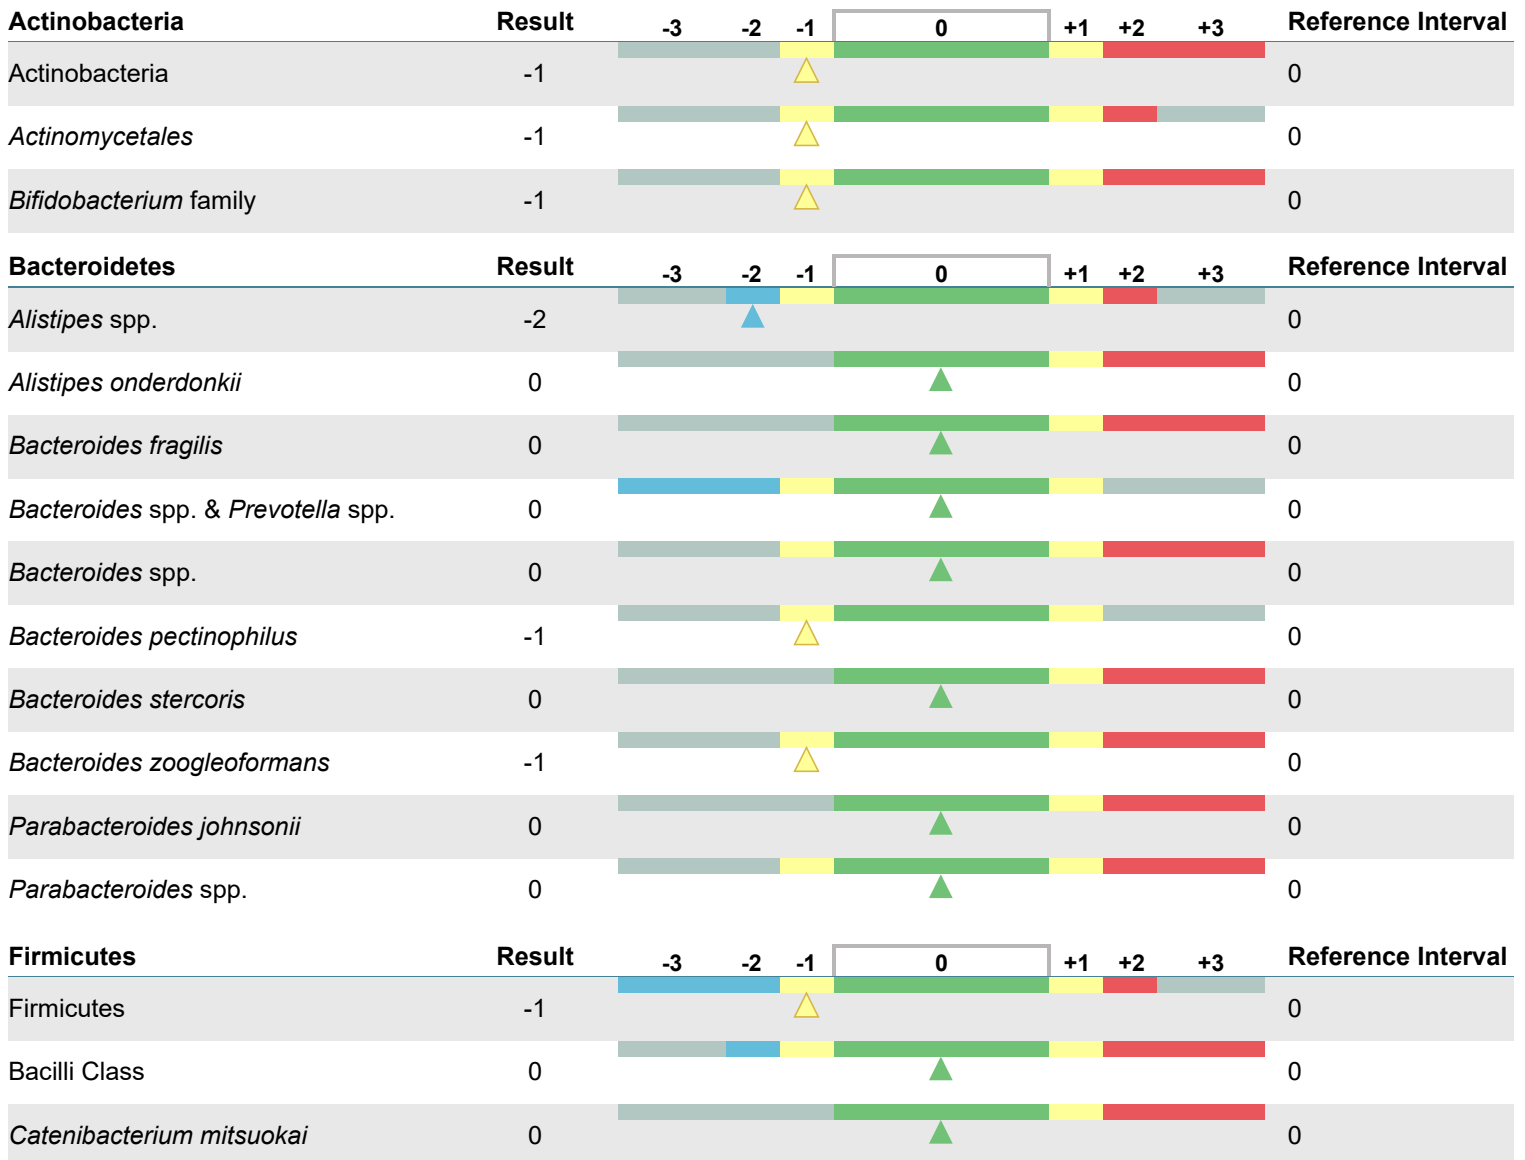 Actinobacteria Result -3 -2 -1 0 +1 +2 +3 Reference Interval
Actinobacteria -1 0
Actinomycetales -1 0
Bifidobacterium family -1 0
Bacteroidetes Result -3 -2 -1 0 +1 +2 +3 Reference Interval
Alistipes spp. -2 0
Alistipes onderdonkii 0 0
Bacteroides fragilis 0 0
Bacteroides spp. & Prevotella spp. 0 0
Bacteroides spp. 0 0
Bacteroides pectinophilus -1 0
Bacteroides stercoris 0 0
Bacteroides zoogleoformans -1 0
Parabacteroides johnsonii 0 0
Parabacteroides spp. 0 0
Firmicutes Result -3 -2 -1 0 +1 +2 +3 Reference Interval
Firmicutes -1 0
Bacilli Class 0 0
Catenibacterium mitsuokai 0 0